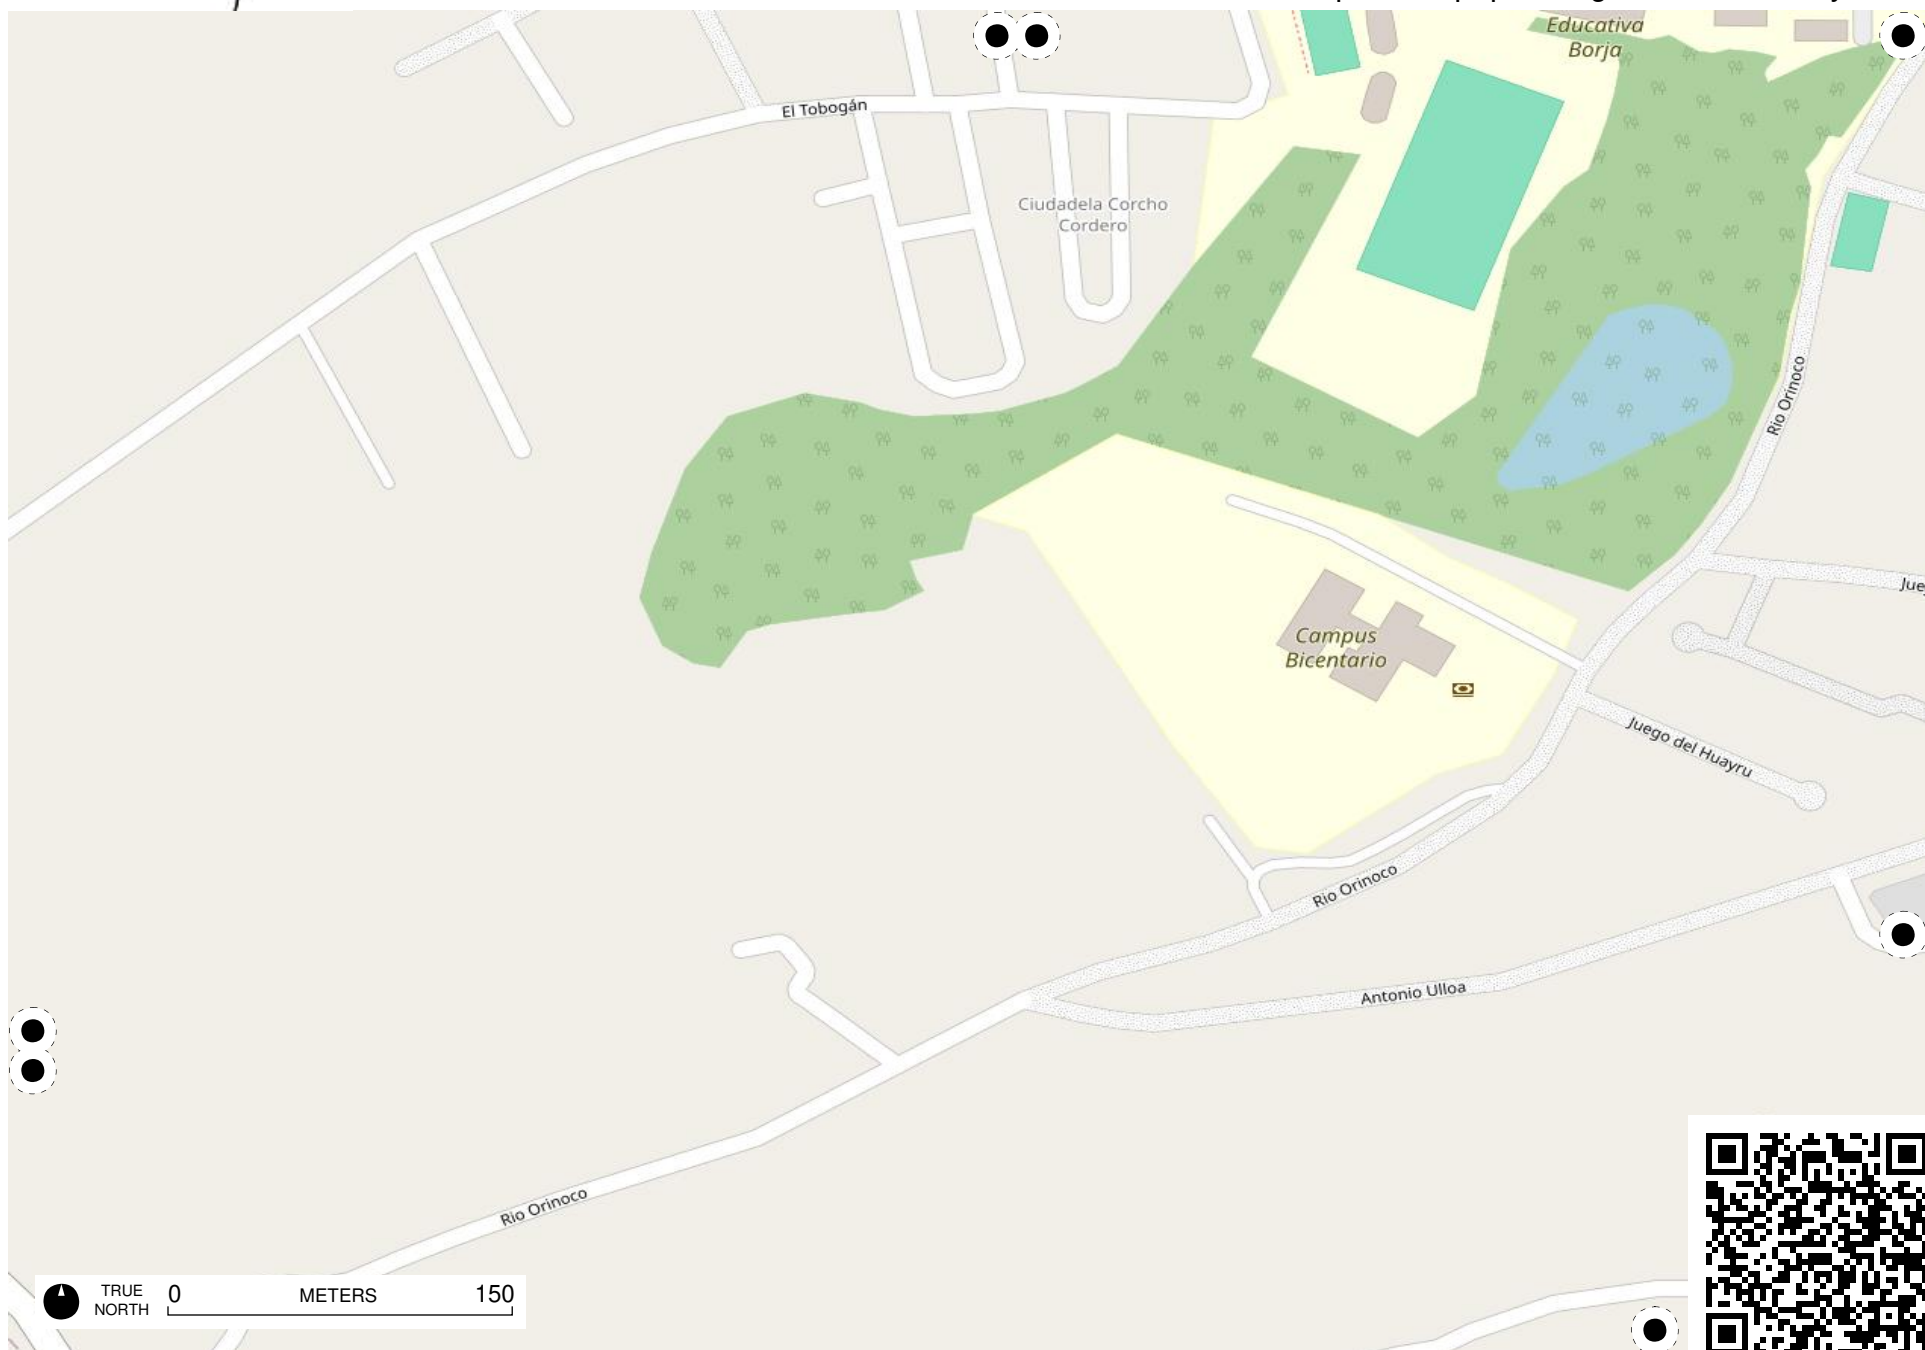 Educativa
Borja
El Tobogán
Ciudadela Corcho
Cordero
Rio Orinoco
Campus
Bicentario
Juego del Huayru
Rio Orinoco
Antonio Ulloa
Rio Orinoco
TRUE
NORTH
0 METERS 150